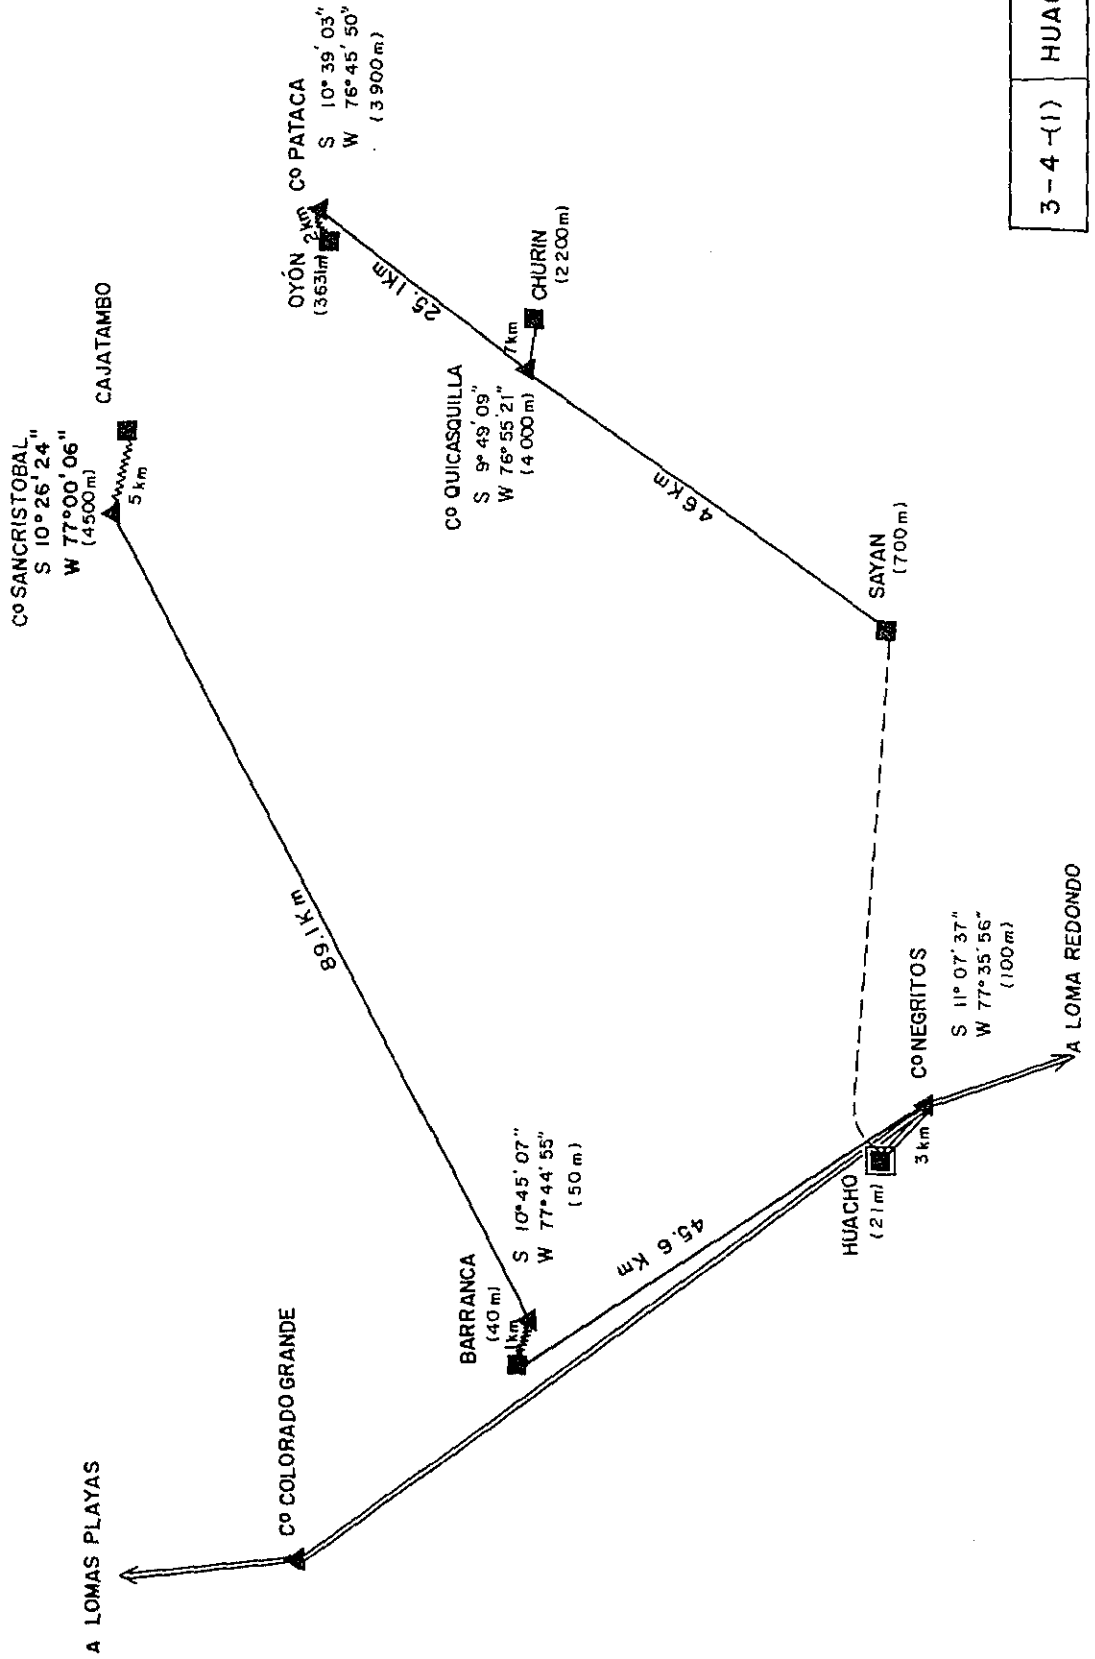 Cº SANCRISTOBAL
S 10° 26' 24"
W 77° 00' 06"
(4500m)
5 km
CAJATAMBO
OYÓN
(3631m)
2 km
Cº PATACA
S 10° 39' 03"
W 76° 45' 50"
(3900m)
25.1Km
Cº QUICASQUILLA
S 9° 49' 09"
W 76° 55' 21"
(4000m)
7km
CHURIN
(2200m)
46 Km
SAYAN
(700m)
89.1Km
A LOMAS PLAYAS
Cº COLORADO GRANDE
BARRANCA
(40m)
1km
S 10° 45' 07"
W 77° 44' 55"
(50m)
45.6 Km
HUACHO
(21m)
3km
Cº NEGRITOS
S 11° 07' 37"
W 77° 35' 56"
(100m)
A LOMA REDONDO
3-4-(1)